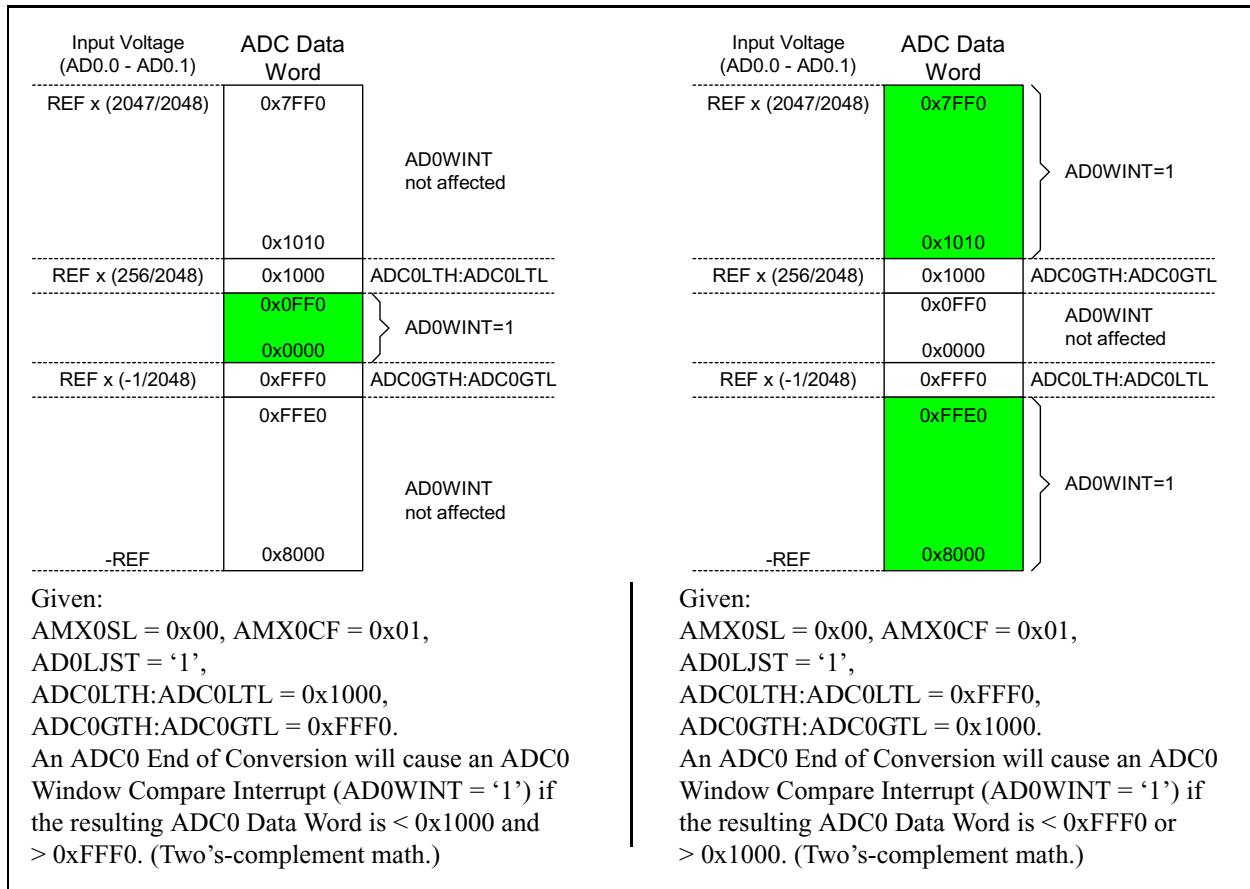 Input Voltage
(AD0.0 - AD0.1)
ADC Data
Word
REF x (2047/2048)
0x7FF0
AD0WINT
not affected
0x1010
REF x (256/2048)
0x1000
ADC0LTH:ADC0LTL
0x0FF0
AD0WINT=1
0x0000
REF x (-1/2048)
0xFFF0
ADC0GTH:ADC0GTL
0xFFE0
AD0WINT
not affected
-REF
0x8000
Given:
AMX0SL = 0x00, AMX0CF = 0x01,
AD0LJST = ‘1’,
ADC0LTH:ADC0LTL = 0x1000,
ADC0GTH:ADC0GTL = 0xFFF0.
An ADC0 End of Conversion will cause an ADC0
Window Compare Interrupt (AD0WINT = ‘1’) if
the resulting ADC0 Data Word is < 0x1000 and
> 0xFFF0. (Two’s-complement math.)
Input Voltage
(AD0.0 - AD0.1)
ADC Data
Word
REF x (2047/2048)
0x7FF0
AD0WINT=1
0x1010
REF x (256/2048)
0x1000
ADC0GTH:ADC0GTL
0x0FF0
AD0WINT
not affected
0x0000
REF x (-1/2048)
0xFFF0
ADC0LTH:ADC0LTL
0xFFE0
AD0WINT=1
-REF
0x8000
Given:
AMX0SL = 0x00, AMX0CF = 0x01,
AD0LJST = ‘1’,
ADC0LTH:ADC0LTL = 0xFFF0,
ADC0GTH:ADC0GTL = 0x1000.
An ADC0 End of Conversion will cause an ADC0
Window Compare Interrupt (AD0WINT = ‘1’) if
the resulting ADC0 Data Word is < 0xFFF0 or
> 0x1000. (Two’s-complement math.)